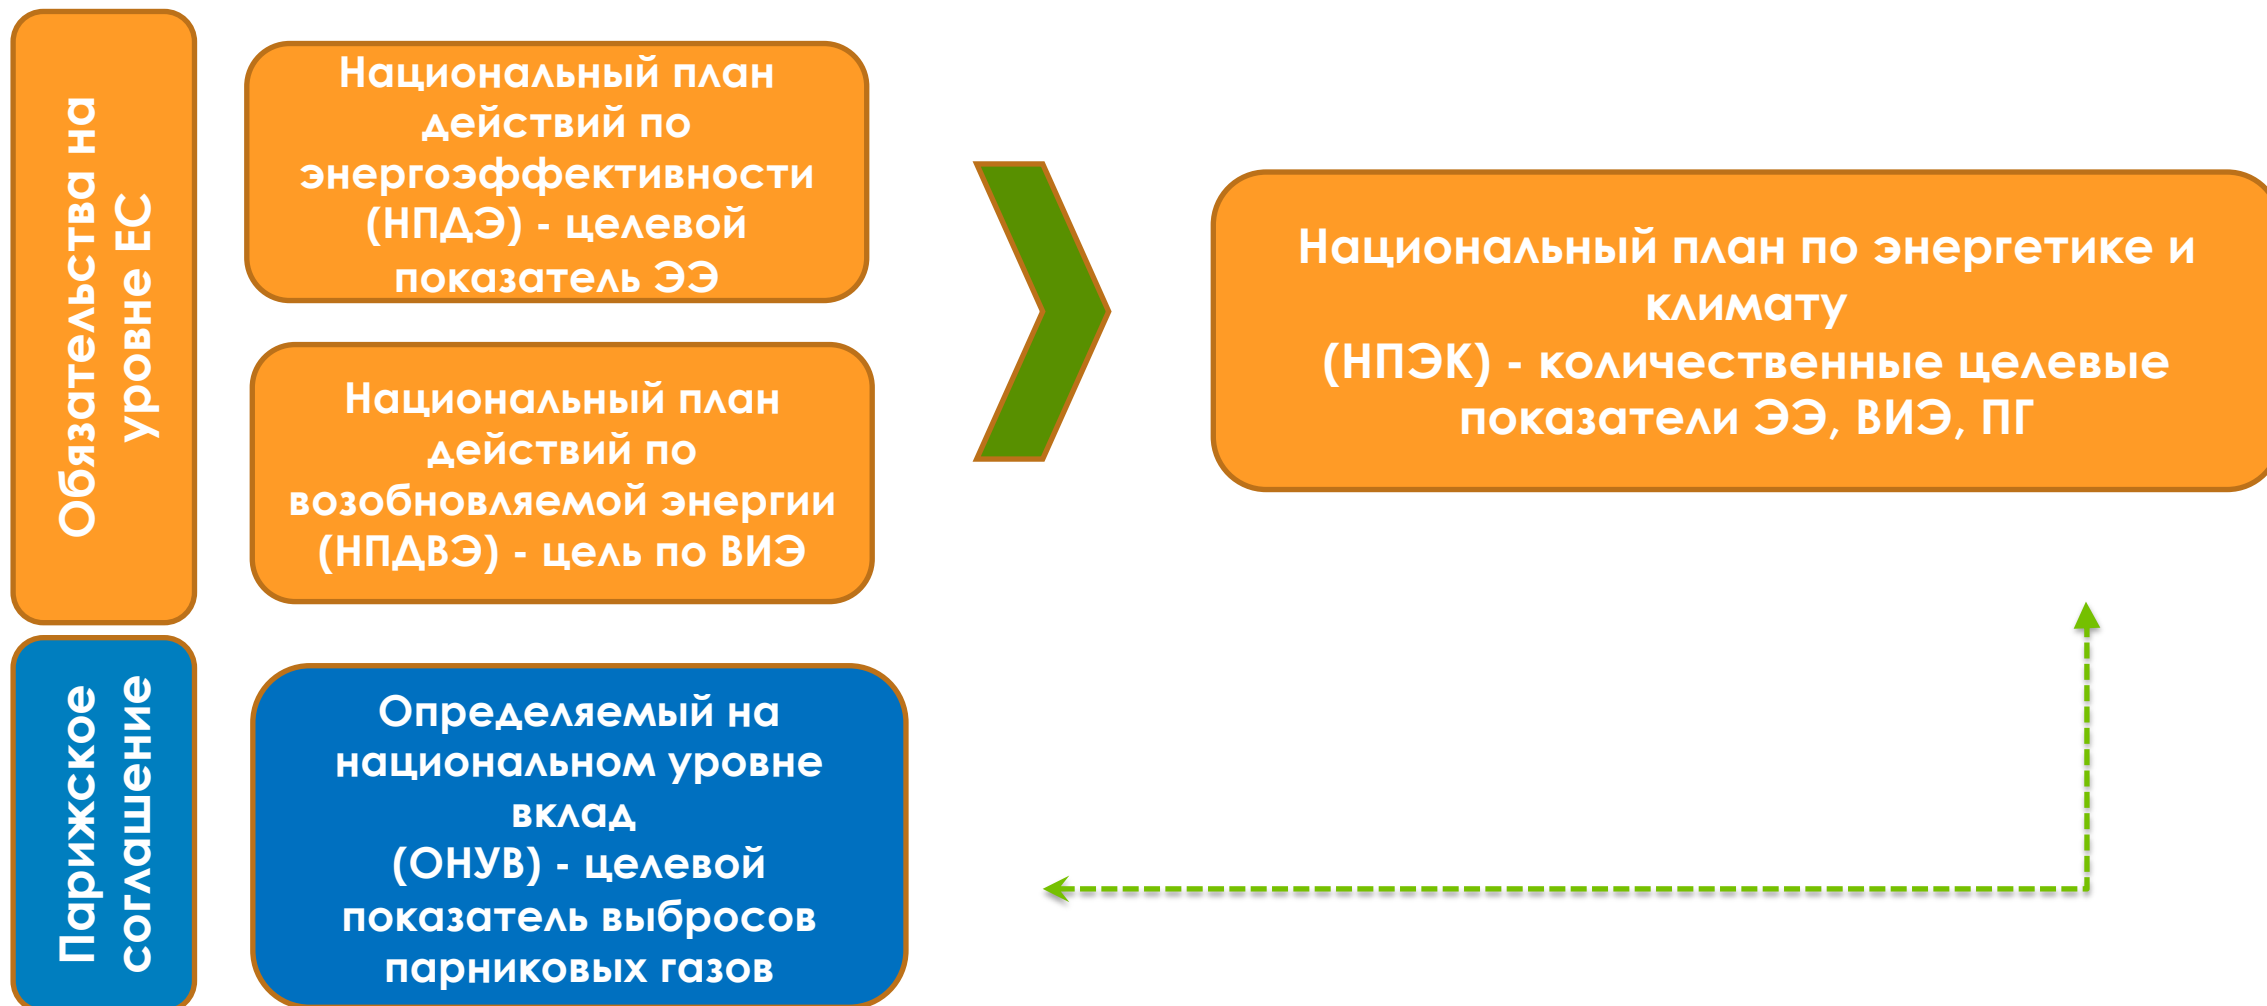 Обязательства на
уровне ЕС
Национальный план
действий по
энергоэффективности
(НПДЭ) - целевой
показатель ЭЭ
Национальный план
действий по
возобновляемой энергии
(НПДВЭ) - цель по ВИЭ
Национальный план по энергетике и
климату
(НПЭК) - количественные целевые
показатели ЭЭ, ВИЭ, ПГ
Парижское
соглашение
Определяемый на
национальном уровне
вклад
(ОНУВ) - целевой
показатель выбросов
парниковых газов